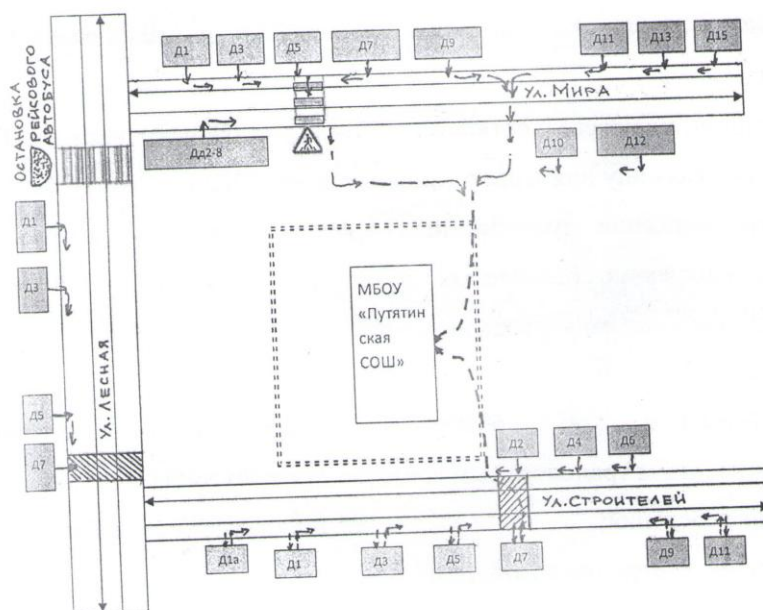 Д1
Д3
Д5
Д7
Д9
Д11
Д13
Д15
ул. Мира
ОСТАНОВКА
РЕЙСОВОГО
АВТОБУСА
Дд2-8
Д10
Д12
Д1
Д3
Д5
Д7
ул. Лесная
МБОУ
«Путятин
ская
СОШ»
Д2
Д4
Д6
ул. Строителей
Д1а
Д1
Д3
Д5
Д7
Д9
Д11